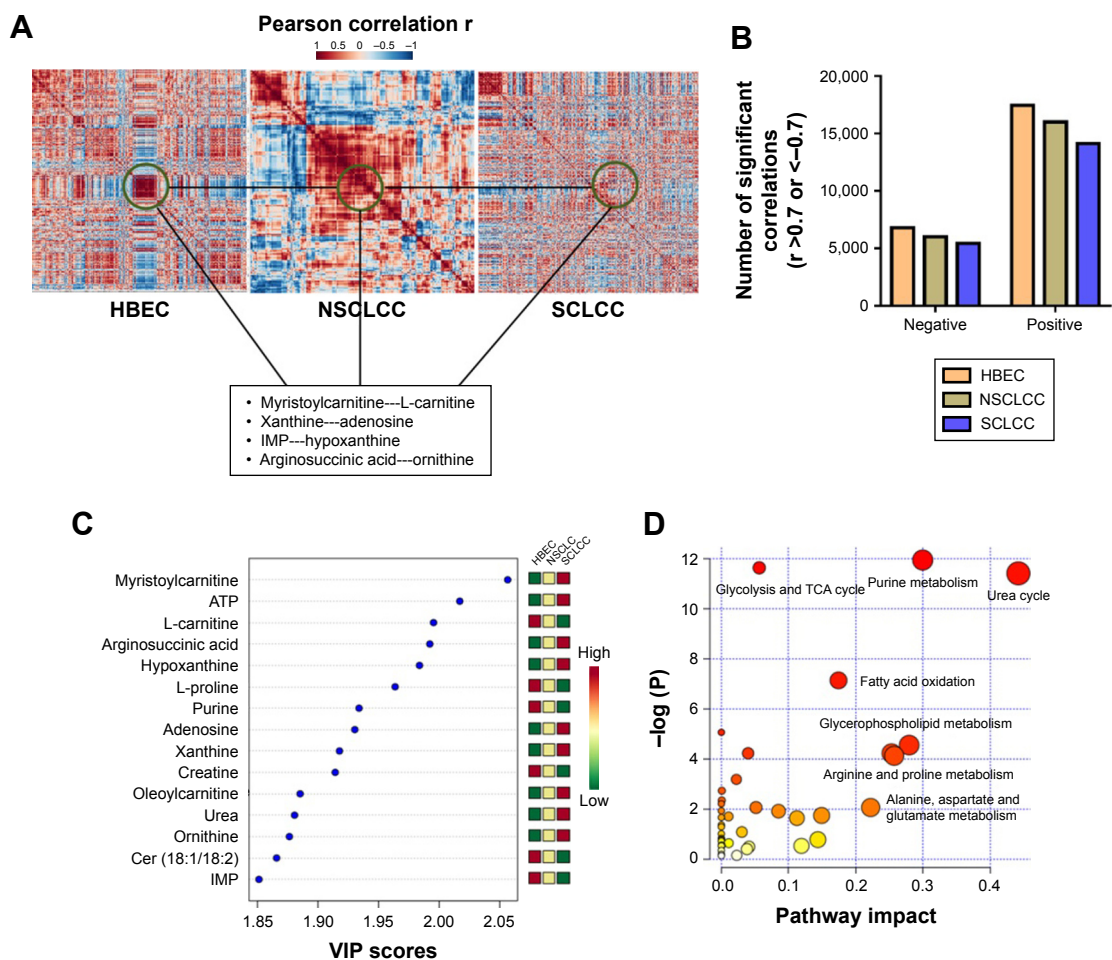 A
Pearson correlation r
1 0.5 0 –0.5 –1
HBEC
NSCLCC
SCLCC
• Myristoylcarnitine---L-carnitine
• Xanthine---adenosine
• IMP---hypoxanthine
• Arginosuccinic acid---ornithine
B
Number of significant
correlations
(r >0.7 or <–0.7)
20,000
15,000
10,000
5,000
0
Negative
Positive
HBEC
NSCLCC
SCLCC
C
HBEC
NSCLC
SCLCC
Myristoylcarnitine
ATP
L-carnitine
Arginosuccinic acid
Hypoxanthine
L-proline
Purine
Adenosine
Xanthine
Creatine
Oleoylcarnitine
Urea
Ornithine
Cer (18:1/18:2)
IMP
High
Low
1.85 1.90 1.95 2.00 2.05
VIP scores
D
–log (P)
12
10
8
6
4
2
0
Glycolysis and TCA cycle
Purine metabolism
Urea cycle
Fatty acid oxidation
Glycerophospholipid metabolism
Arginine and proline metabolism
Alanine, aspartate and
glutamate metabolism
0.0 0.1 0.2 0.3 0.4
Pathway impact